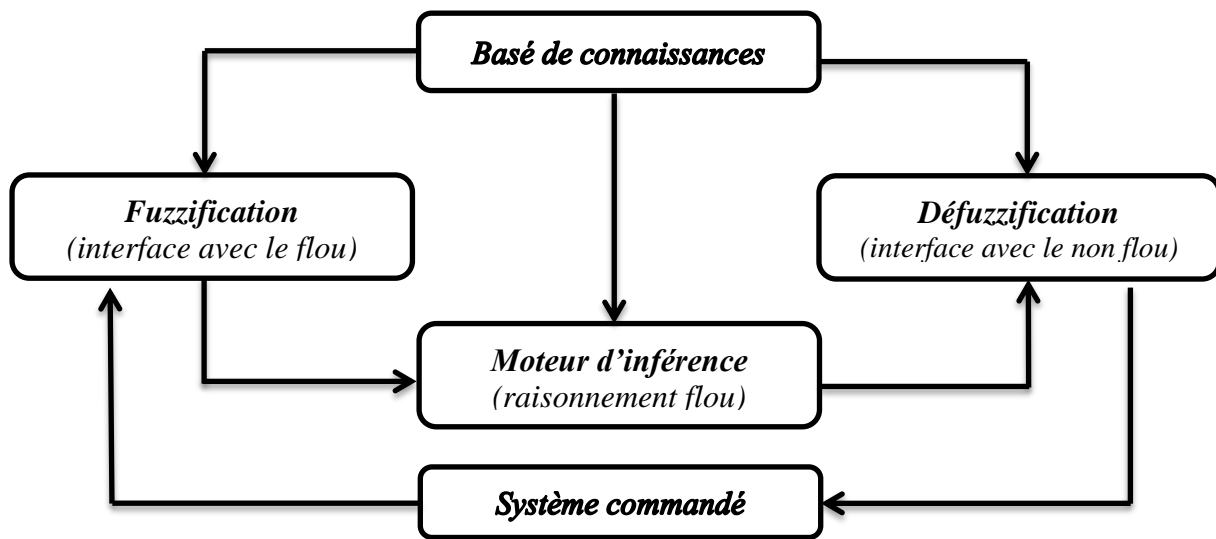 Basé de connaissances
Fuzzification
(interface avec le flou)
Défuzzification
(interface avec le non flou)
Moteur d’inférence
(raisonnement flou)
Système commandé